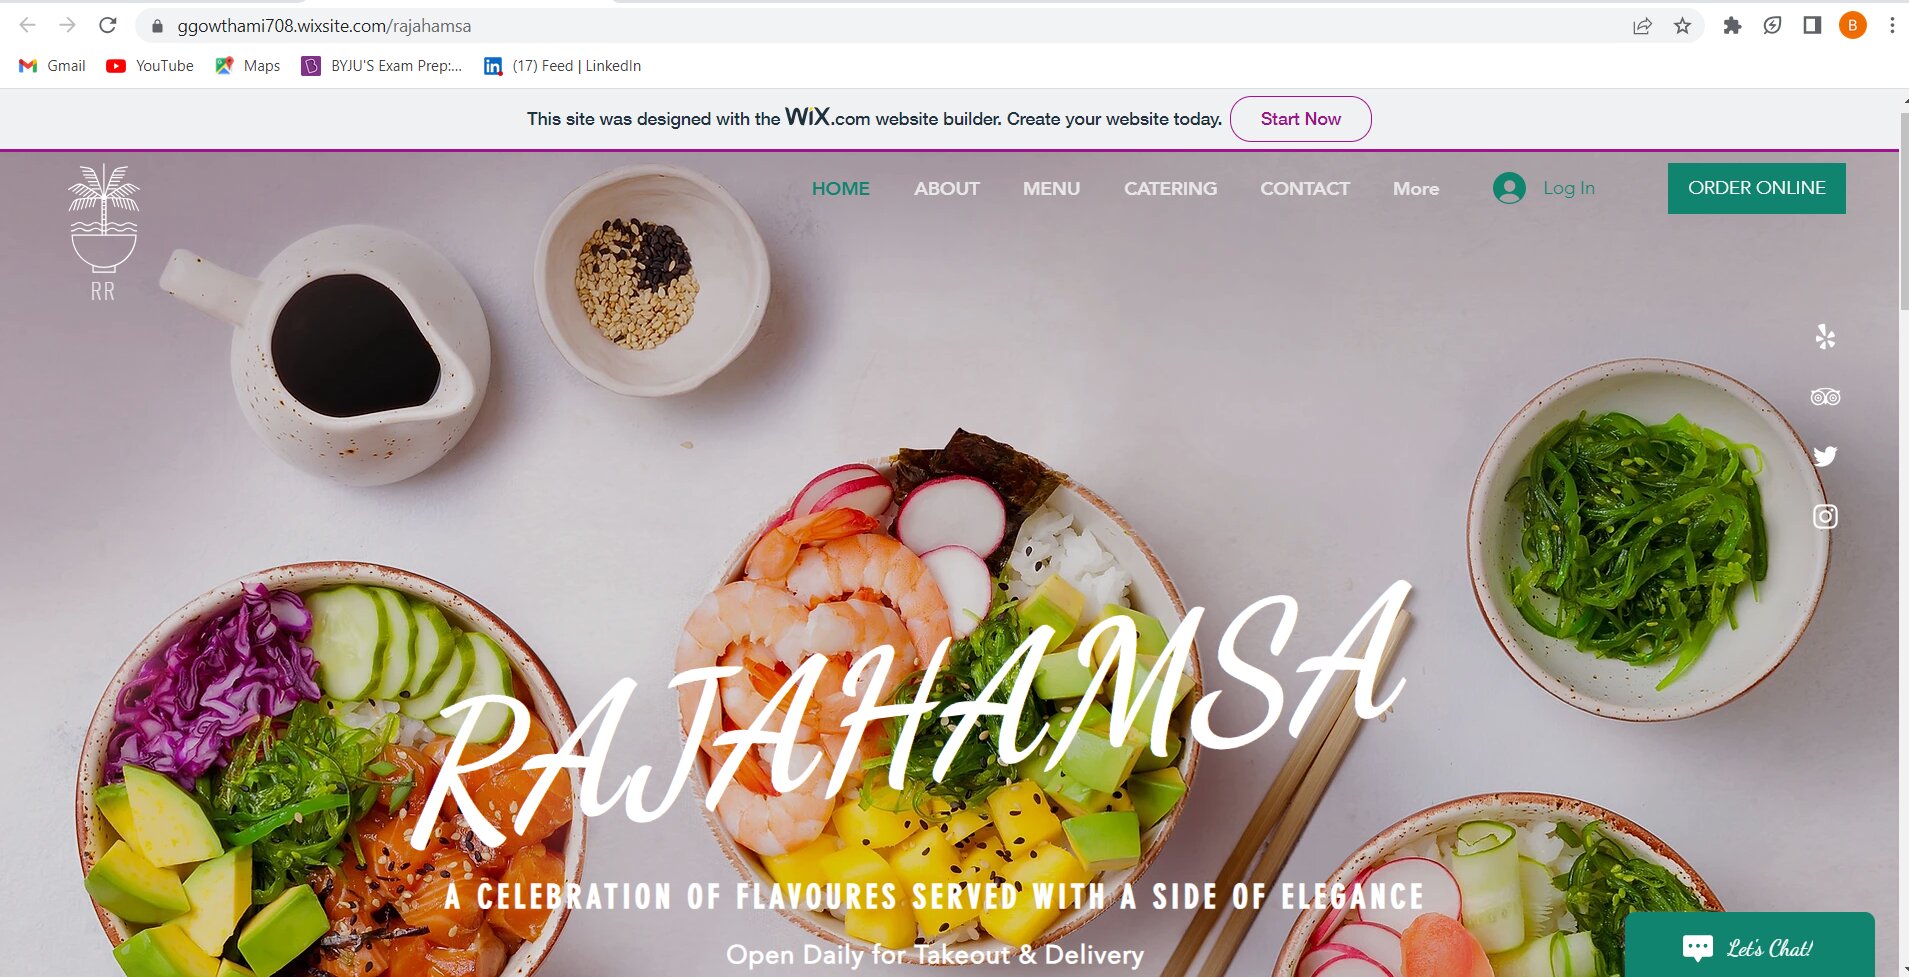 ggowthami708.wixsite.com/rajahamsa
B
Gmail YouTube Maps BYJU'S Exam Prep:... (17) Feed | LinkedIn
This site was designed with the WiX.com website builder. Create your website today. Start Now
HOME ABOUT MENU CATERING CONTACT More Log In ORDER ONLINE
RR
RAJAHAMSA
A CELEBRATION OF FLAVOURES SERVED WITH A SIDE OF ELEGANCE
Open Daily for Takeout & Delivery
Let's Chat!